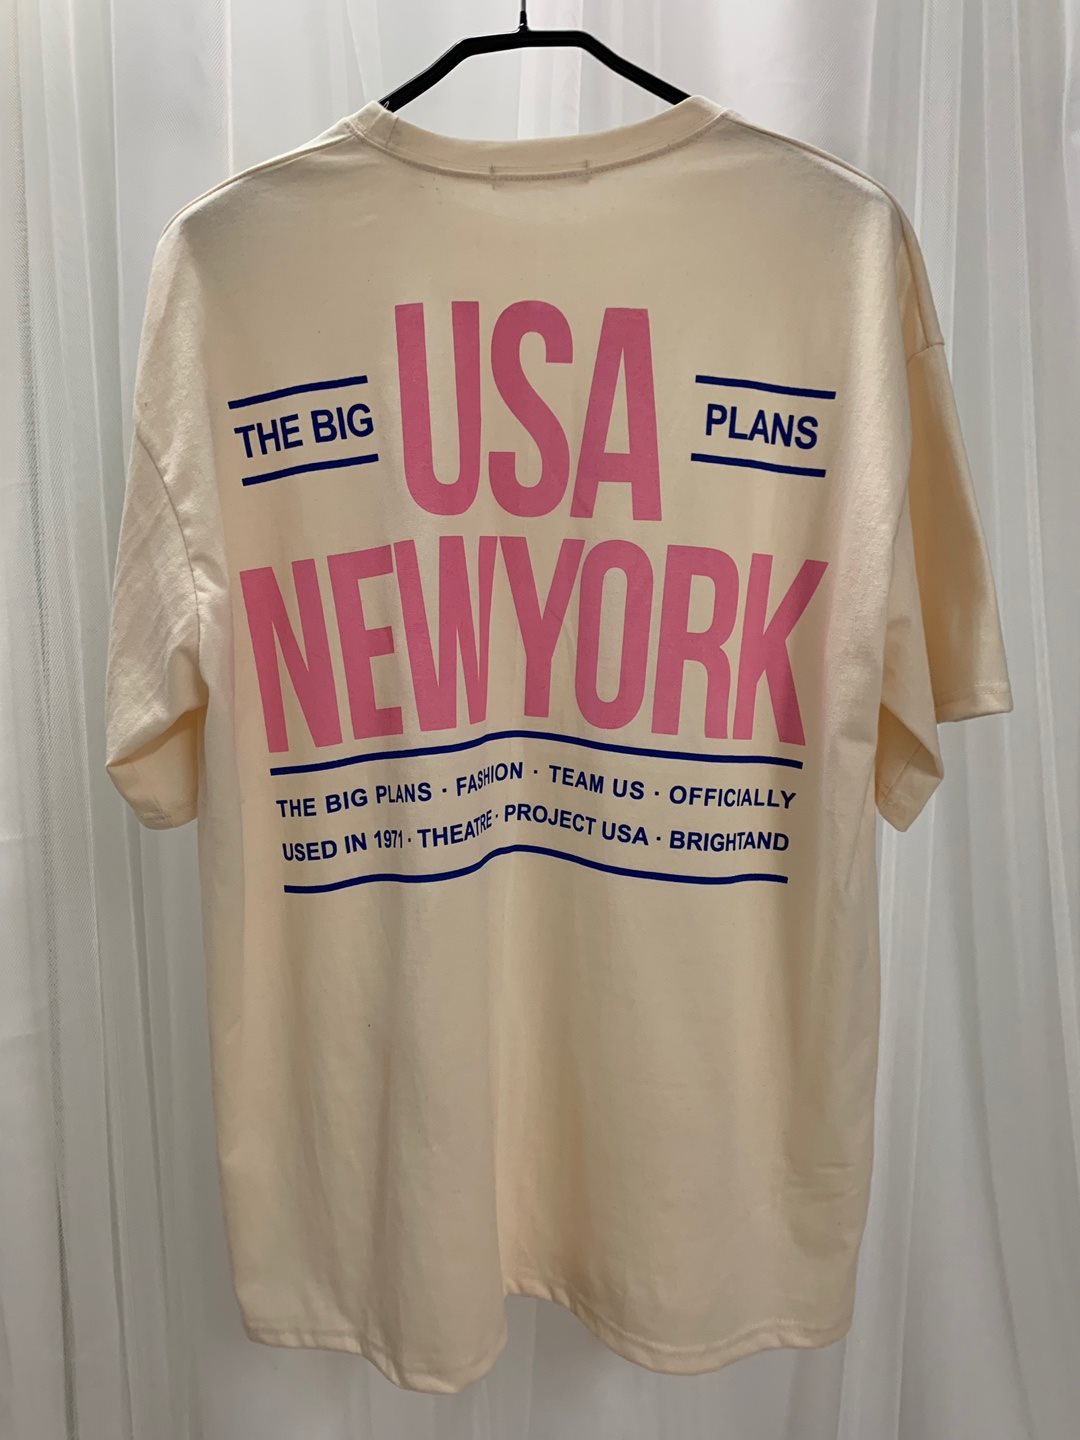 USA
THE BIG PLANS
NEWYORK
THE BIG PLANS · FASHION · TEAM US · OFFICIALLY
USED IN 1971 · THEATRE · PROJECT USA · BRIGHTAND